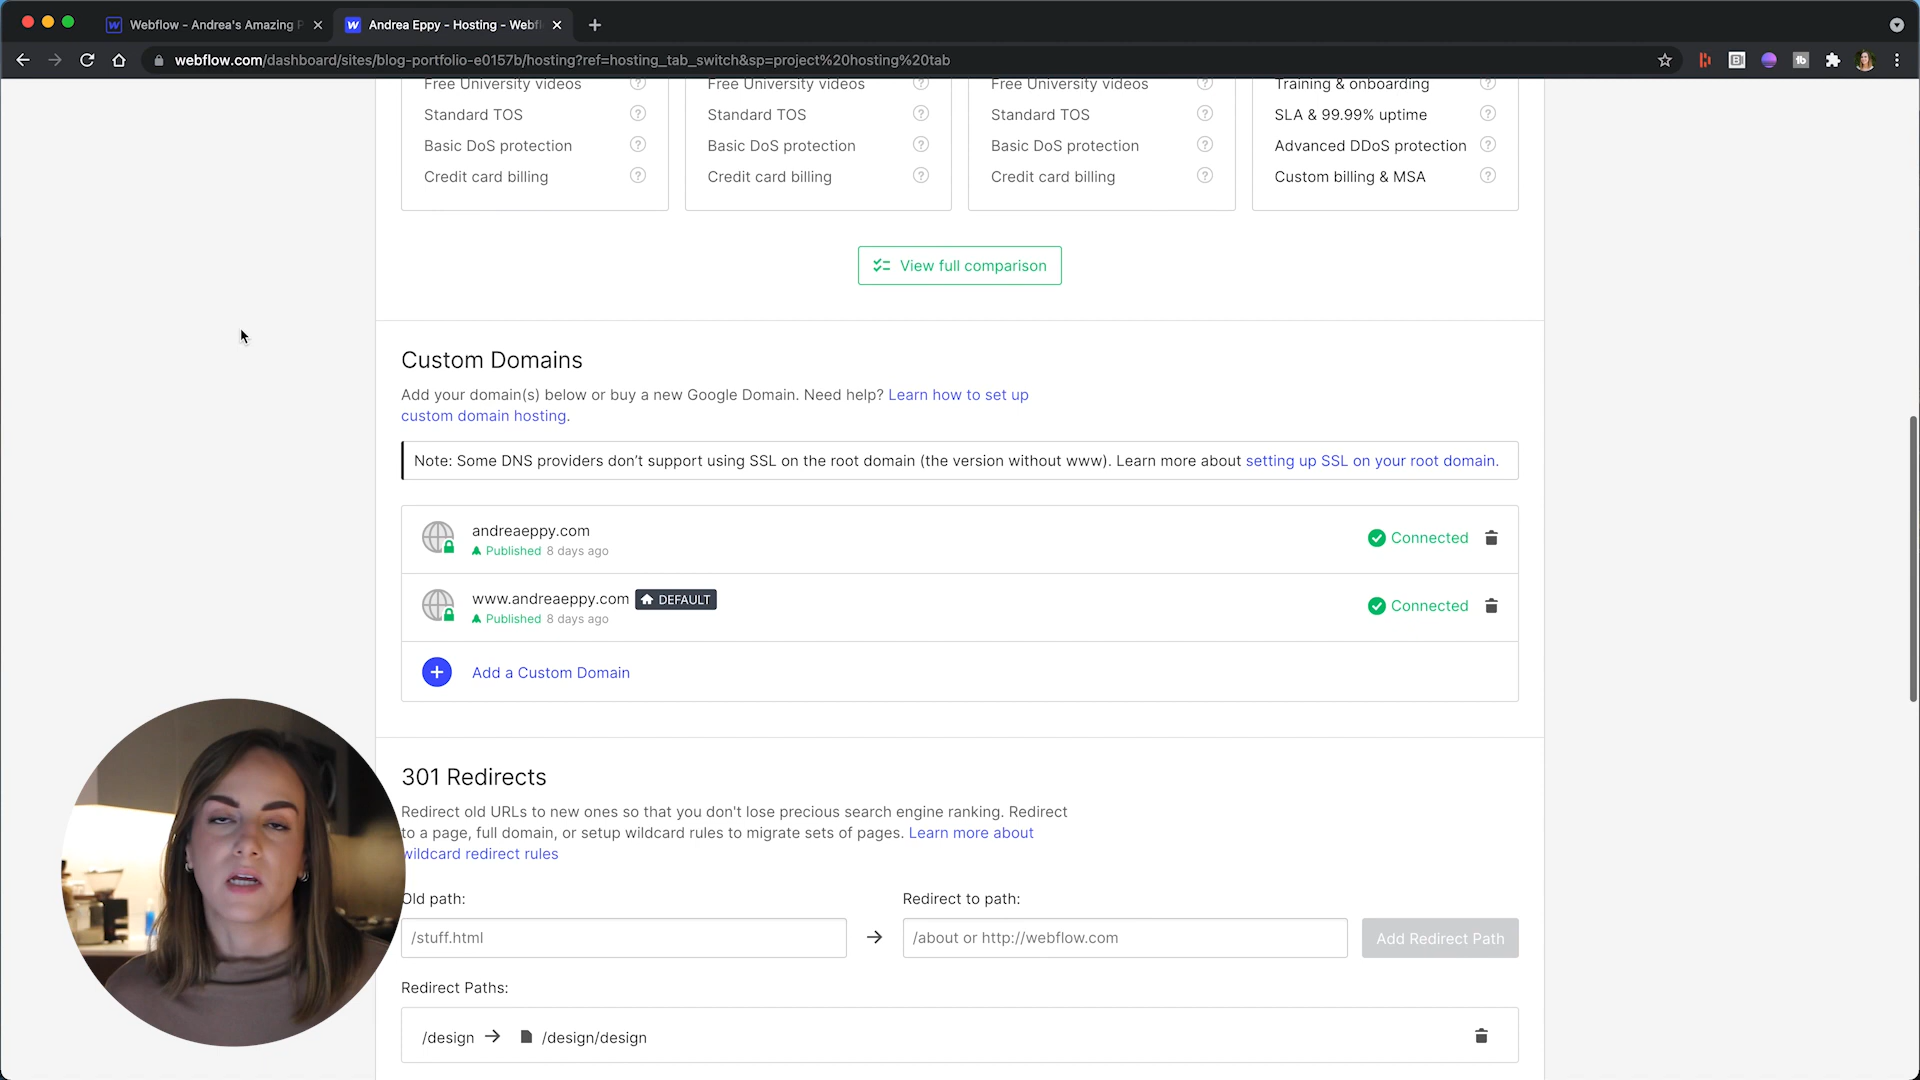 Webflow - Andrea's Amazing P
Andrea Eppy - Hosting - Webfl
webflow.com/dashboard/sites/blog-portfolio-e0157b/hosting?ref=hosting_tab_switch&sp=project%20hosting%20tab
Free University videos
Free University videos
Free University videos
Training & onboarding
Standard TOS
Standard TOS
Standard TOS
SLA & 99.99% uptime
Basic DoS protection
Basic DoS protection
Basic DoS protection
Advanced DDoS protection
Credit card billing
Credit card billing
Credit card billing
Custom billing & MSA
View full comparison
Custom Domains
Add your domain(s) below or buy a new Google Domain. Need help? Learn how to set up
custom domain hosting.
Note: Some DNS providers don’t support using SSL on the root domain (the version without www). Learn more about setting up SSL on your root domain.
andreaeppy.com
Published 8 days ago
Connected
www.andreaeppy.com DEFAULT
Published 8 days ago
Connected
Add a Custom Domain
301 Redirects
Redirect old URLs to new ones so that you don't lose precious search engine ranking. Redirect
to a page, full domain, or setup wildcard rules to migrate sets of pages. Learn more about
wildcard redirect rules
Old path:
Redirect to path:
/stuff.html
/about or http://webflow.com
Add Redirect Path
Redirect Paths:
/design
/design/design